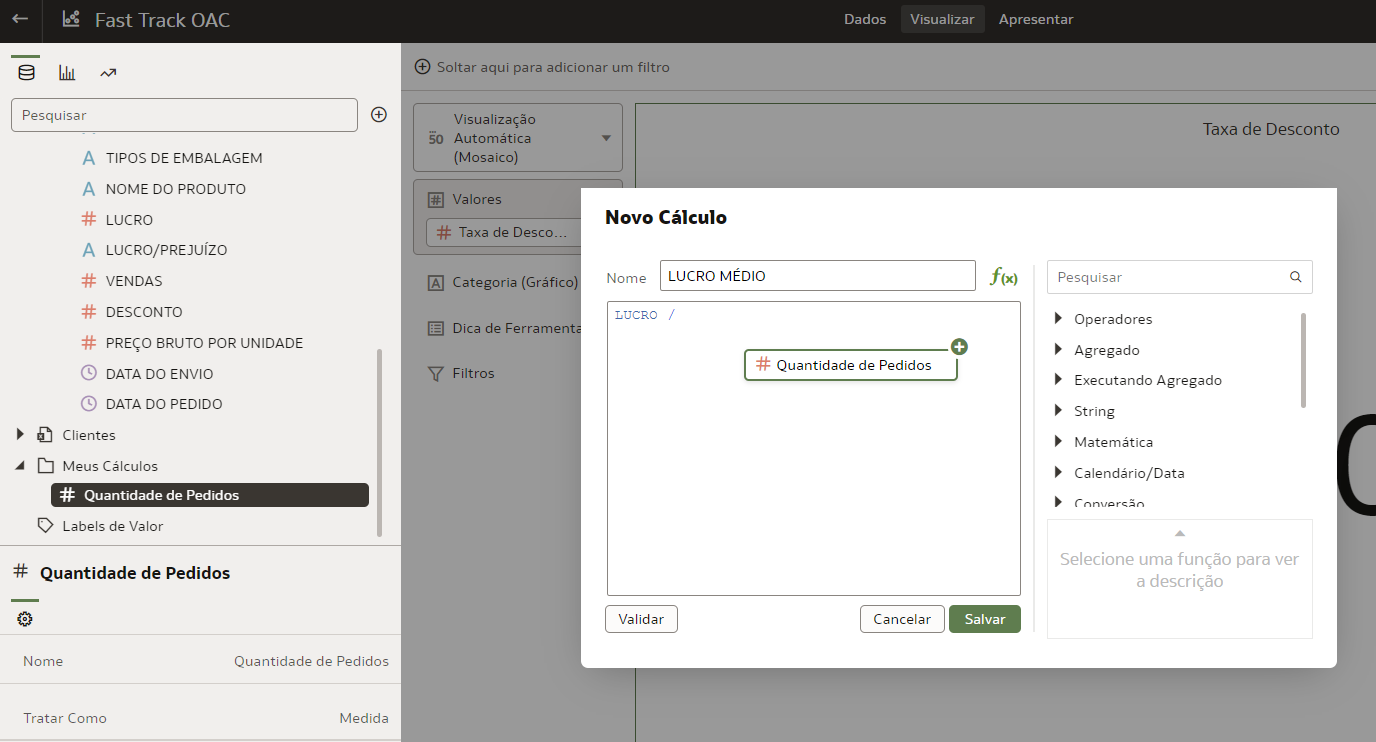 Fast Track OAC
Dados
Visualizar
Apresentar
Pesquisar
TIPOS DE EMBALAGEM
NOME DO PRODUTO
LUCRO
LUCRO/PREJUÍZO
VENDAS
DESCONTO
PREÇO BRUTO POR UNIDADE
DATA DO ENVIO
DATA DO PEDIDO
Clientes
Meus Cálculos
Quantidade de Pedidos
Labels de Valor
Quantidade de Pedidos
Nome
Quantidade de Pedidos
Tratar Como
Medida
Soltar aqui para adicionar um filtro
50
Visualização
Automática
(Mosaico)
Valores
Taxa de Desco...
Categoria (Gráfico)
Dica de Ferramenta
Filtros
Taxa de Desconto
Novo Cálculo
Nome
LUCRO MÉDIO
f(x)
LUCRO /
Quantidade de Pedidos
Validar
Cancelar
Salvar
Pesquisar
Operadores
Agregado
Executando Agregado
String
Matemática
Calendário/Data
Conversão
Selecione uma função para ver
a descrição